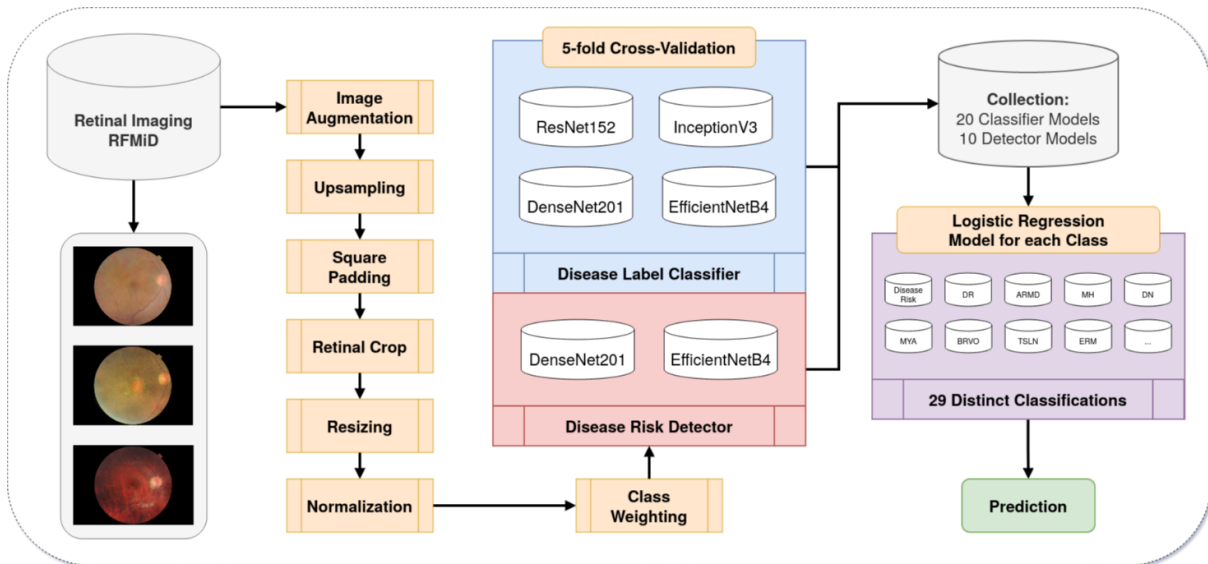 Retinal Imaging
RFMiD
Image
Augmentation
Upsampling
Square
Padding
Retinal Crop
Resizing
Normalization
Class
Weighting
5-fold Cross-Validation
ResNet152
InceptionV3
DenseNet201
EfficientNetB4
Disease Label Classifier
DenseNet201
EfficientNetB4
Disease Risk Detector
Collection:
20 Classifier Models
10 Detector Models
Logistic Regression
Model for each Class
Disease
Risk
DR
ARMD
MH
DN
MYA
BRVO
TSLN
ERM
...
29 Distinct Classifications
Prediction